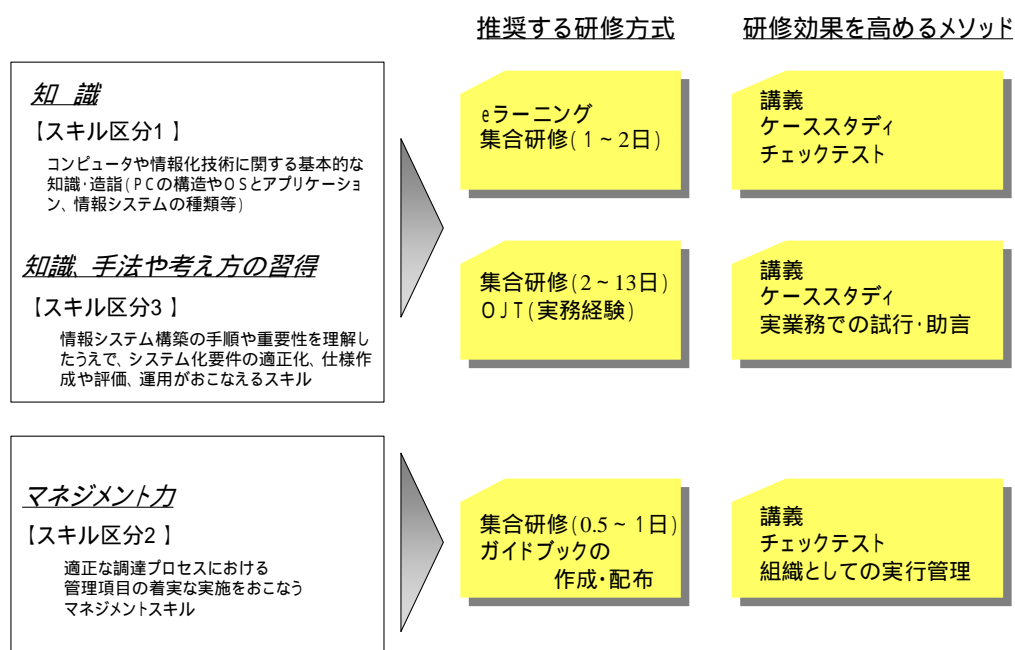 推奨する研修方式
研修効果を高めるメソッド
知 識
【スキル区分1】
コンピュータや情報化技術に関する基本的な
知識・造詣(PCの構造やOSとアプリケーショ
ン、情報システムの種類等)
eラーニング
集合研修(1~2日)
講義
ケーススタディ
チェックテスト
知識、手法や考え方の習得
【スキル区分3】
情報システム構築の手順や重要性を理解し
たうえで、システム化要件の適正化、仕様作
成や評価、運用がおこなえるスキル
集合研修(2~13日)
OJT(実務経験)
講義
ケーススタディ
実業務での試行・助言
マネジメント力
【スキル区分2】
適正な調達プロセスにおける
管理項目の着実な実施をおこなう
マネジメントスキル
集合研修(0.5~1日)
ガイドブックの
作成・配布
講義
チェックテスト
組織としての実行管理